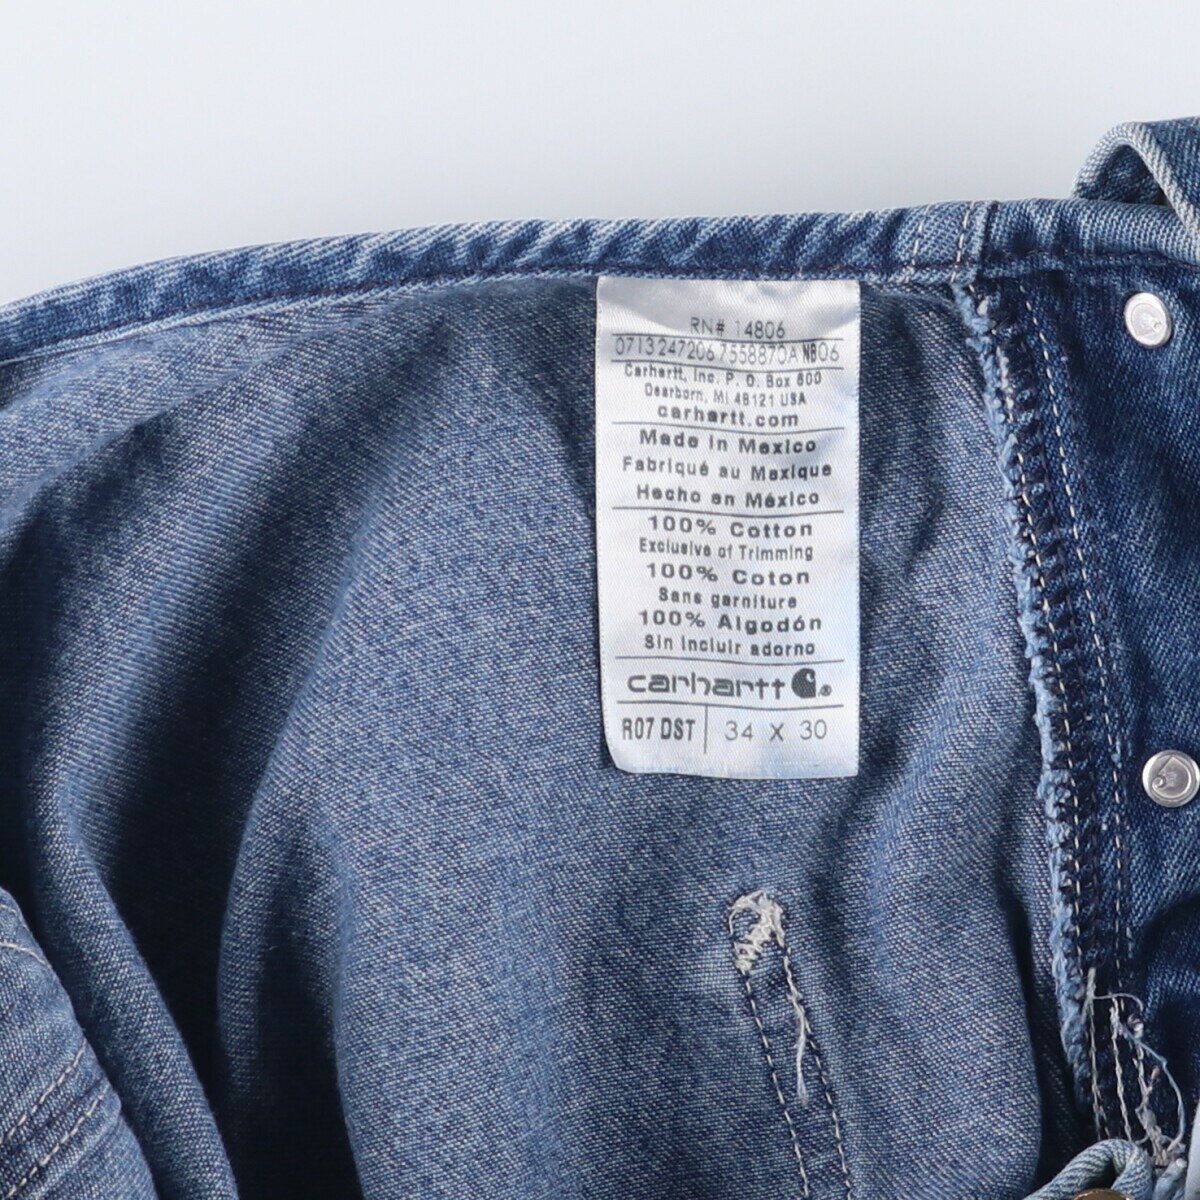 RN# 14806
0713247206 7558870A NB06
Carhartt, Inc. P. O. Box 600
Dearborn, MI 48121 USA
carhartt.com
Made in Mexico
Fabriqué au Mexique
Hecho en México
100% Cotton
Exclusive of Trimming
100% Coton
Sans garniture
100% Algodón
Sin incluir adorno
carhartt ®
R07 DST 34 X 30